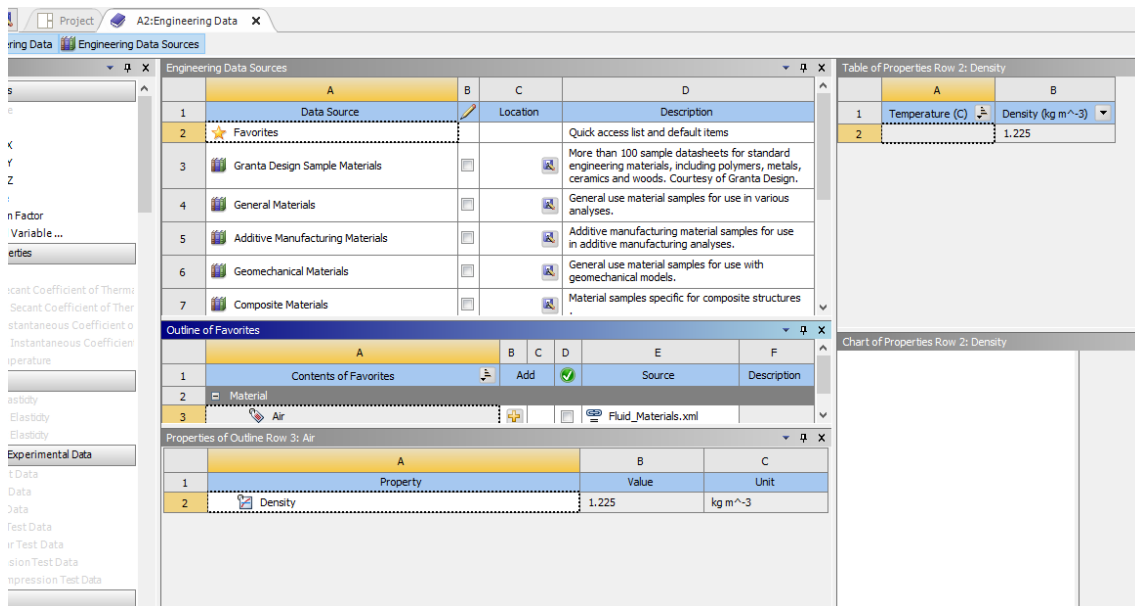 Project
A2:Engineering Data
ering Data
Engineering Data Sources
X
Y
Z
n Factor
Variable ...
erties
ecant Coefficient of Therma
Secant Coefficient of Ther
stantaneous Coefficient o
Instantaneous Coefficien
mperature
asticity
Elasticity
Elasticity
Experimental Data
t Data
Data
Data
Test Data
ar Test Data
sion Test Data
mpression Test Data
Engineering Data Sources
A B C D
1 Data Source Location Description
2 Favorites Quick access list and default items
3 Granta Design Sample Materials More than 100 sample datasheets for standard
engineering materials, including polymers, metals,
ceramics and woods. Courtesy of Granta Design.
4 General Materials General use material samples for use in various
analyses.
5 Additive Manufacturing Materials Additive manufacturing material samples for use
in additive manufacturing analyses.
6 Geomechanical Materials General use material samples for use with
geomechanical models.
7 Composite Materials Material samples specific for composite structures
Outline of Favorites
A B C D E F
1 Contents of Favorites Add Source Description
2 Material
3 Air Fluid_Materials.xml
Properties of Outline Row 3: Air
A B C
1 Property Value Unit
2 Density 1.225 kg m^-3
Table of Properties Row 2: Density
A B
1 Temperature (C) Density (kg m^-3)
2 1.225
Chart of Properties Row 2: Density